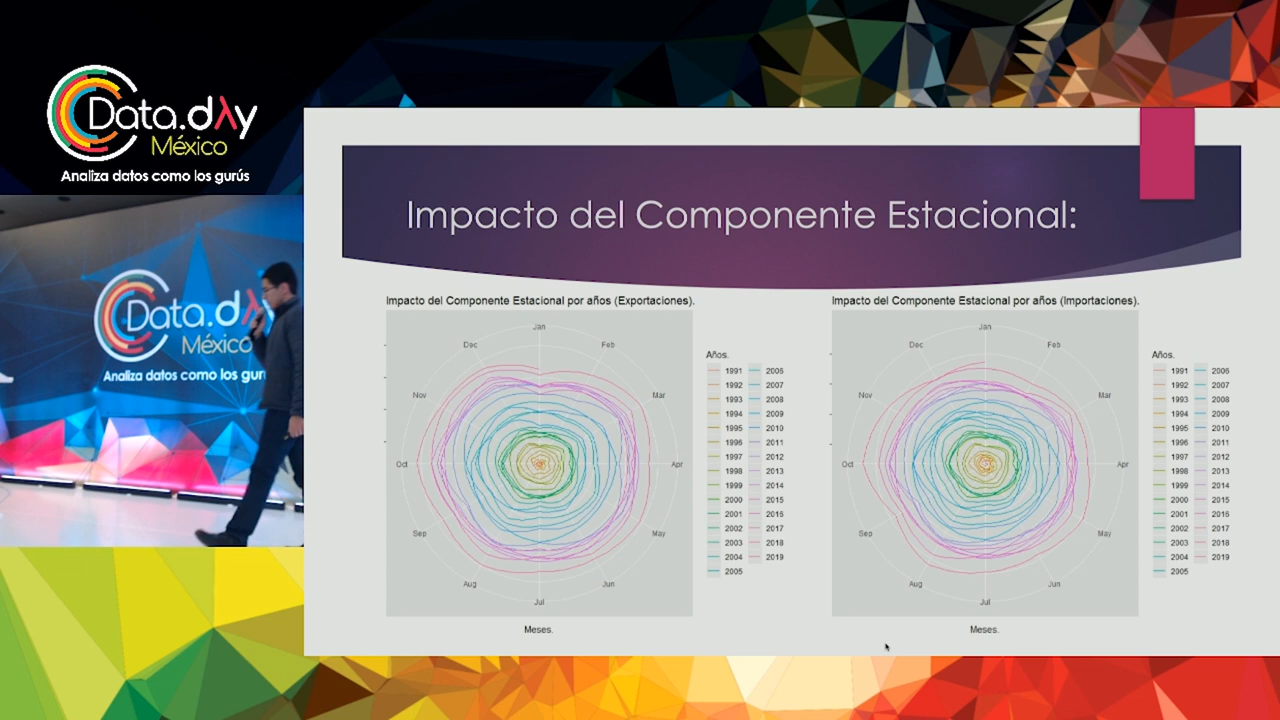 Data.dλy
México
Analiza datos como los gurús
Data.dλ
México
Analiza datos como los gur
Impacto del Componente Estacional:
Impacto del Componente Estacional por años (Exportaciones).
Jan
Feb
Mar
Apr
May
Jun
Jul
Aug
Sep
Oct
Nov
Dec
Meses.
Años.
1991 2006
1992 2007
1993 2008
1994 2009
1995 2010
1996 2011
1997 2012
1998 2013
1999 2014
2000 2015
2001 2016
2002 2017
2003 2018
2004 2019
2005
Impacto del Componente Estacional por años (Importaciones).
Jan
Feb
Mar
Apr
May
Jun
Jul
Aug
Sep
Oct
Nov
Dec
Meses.
Años.
1991 2006
1992 2007
1993 2008
1994 2009
1995 2010
1996 2011
1997 2012
1998 2013
1999 2014
2000 2015
2001 2016
2002 2017
2003 2018
2004 2019
2005